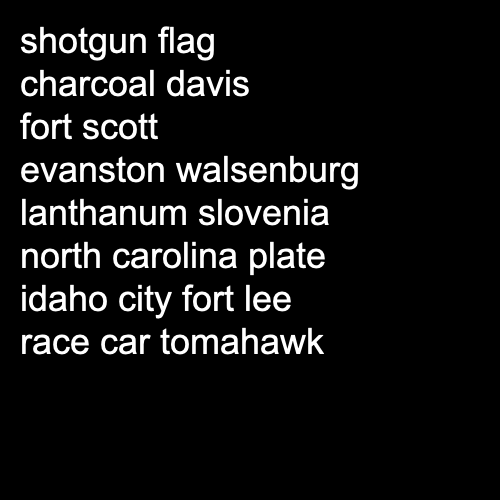 shotgun flag
charcoal davis
fort scott
evanston walsenburg
lanthanum slovenia
north carolina plate
idaho city fort lee
race car tomahawk